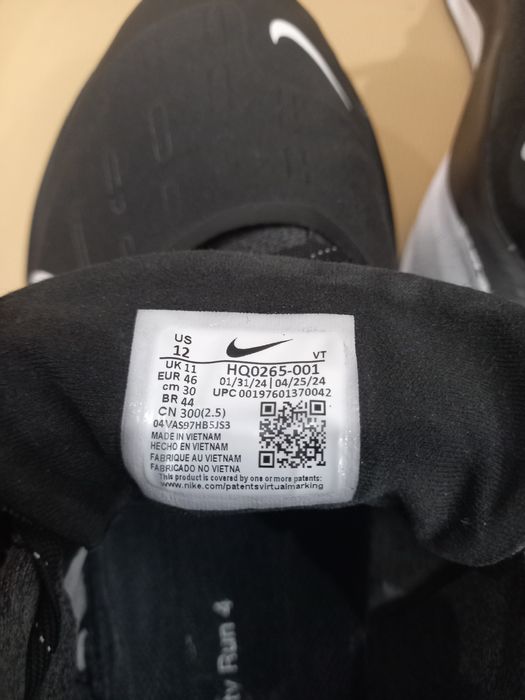 US
12
VT
UK 11
HQ0265-001
EUR 46
01/31/24 | 04/25/24
cm 30
UPC 00197601370042
BR 44
CN 300(2.5)
04VAS97HB5JS3
MADE IN VIETNAM
HECHO EN VIETNAM
FABRIQUE AU VIETNAM
FABRICADO NO VIETNA
This product is covered by one or more patents:
www.nike.com/patentsvirtualmarking
Run 4